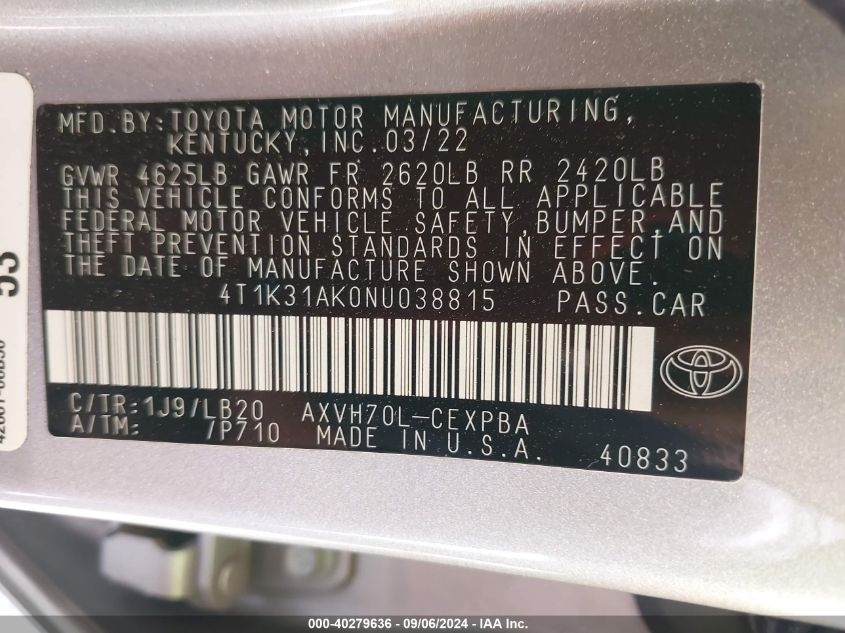 MFD.BY:TOYOTA MOTOR MANUFACTURING,
KENTUCKY,INC.03/22
GVWR 4625LB GAWR FR 2620LB RR 2420LB
THIS VEHICLE CONFORMS TO ALL APPLICABLE
FEDERAL MOTOR VEHICLE SAFETY,BUMPER,AND
THEFT PREVENTION STANDARDS IN EFFECT ON
THE DATE OF MANUFACTURE SHOWN ABOVE.
4T1K31AK0NU038815 PASS.CAR
C/TR:1J9/LB20 AXVH70L-CEXPBA
A/TM: 7P710 MADE IN U.S.A. 40833
53
000-40279636 - 09/06/2024 - IAA Inc.